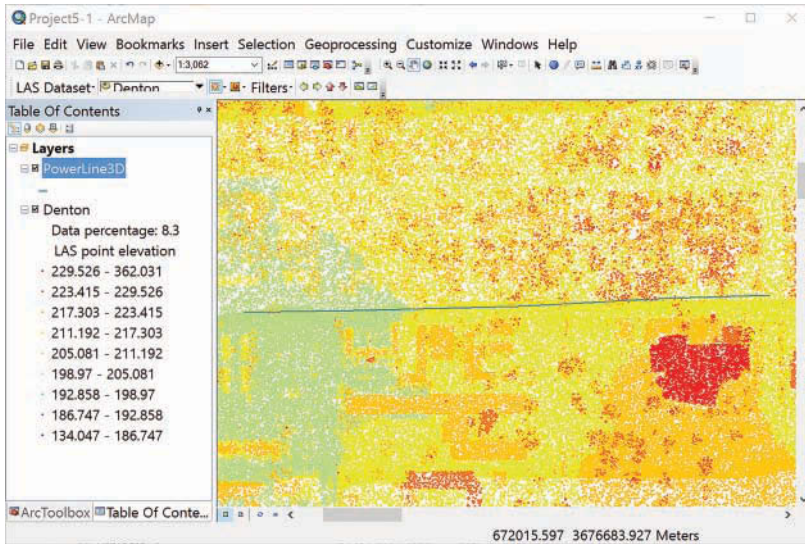 Project5-1 - ArcMap
File Edit View Bookmarks Insert Selection Geoprocessing Customize Windows Help
1:3,062
LAS Dataset- Denton Filters-
Table Of Contents
Layers
PowerLine3D
Denton
Data percentage: 8.3
LAS point elevation
229.526 - 362.031
223.415 - 229.526
217.303 - 223.415
211.192 - 217.303
205.081 - 211.192
198.97 - 205.081
192.858 - 198.97
186.747 - 192.858
134.047 - 186.747
ArcToolbox Table Of Conte...
672015.597 3676683.927 Meters